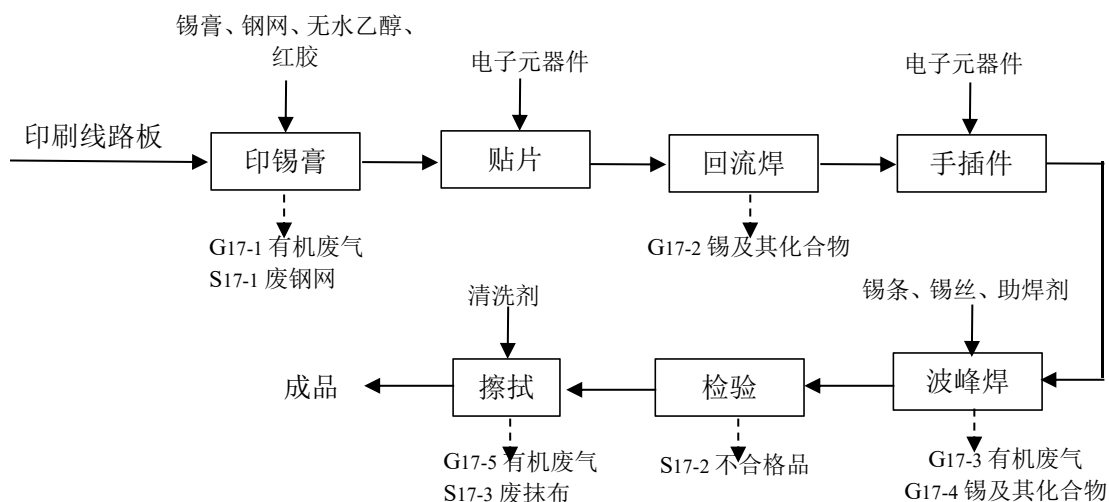 锡膏、钢网、无水乙醇、
红胶
电子元器件
电子元器件
印刷线路板
印锡膏
贴片
回流焊
手插件
G17-1 有机废气
S17-1 废钢网
G17-2 锡及其化合物
清洗剂
锡条、锡丝、助焊剂
成品
擦拭
检验
波峰焊
G17-5 有机废气
S17-3 废抹布
S17-2 不合格品
G17-3 有机废气
G17-4 锡及其化合物